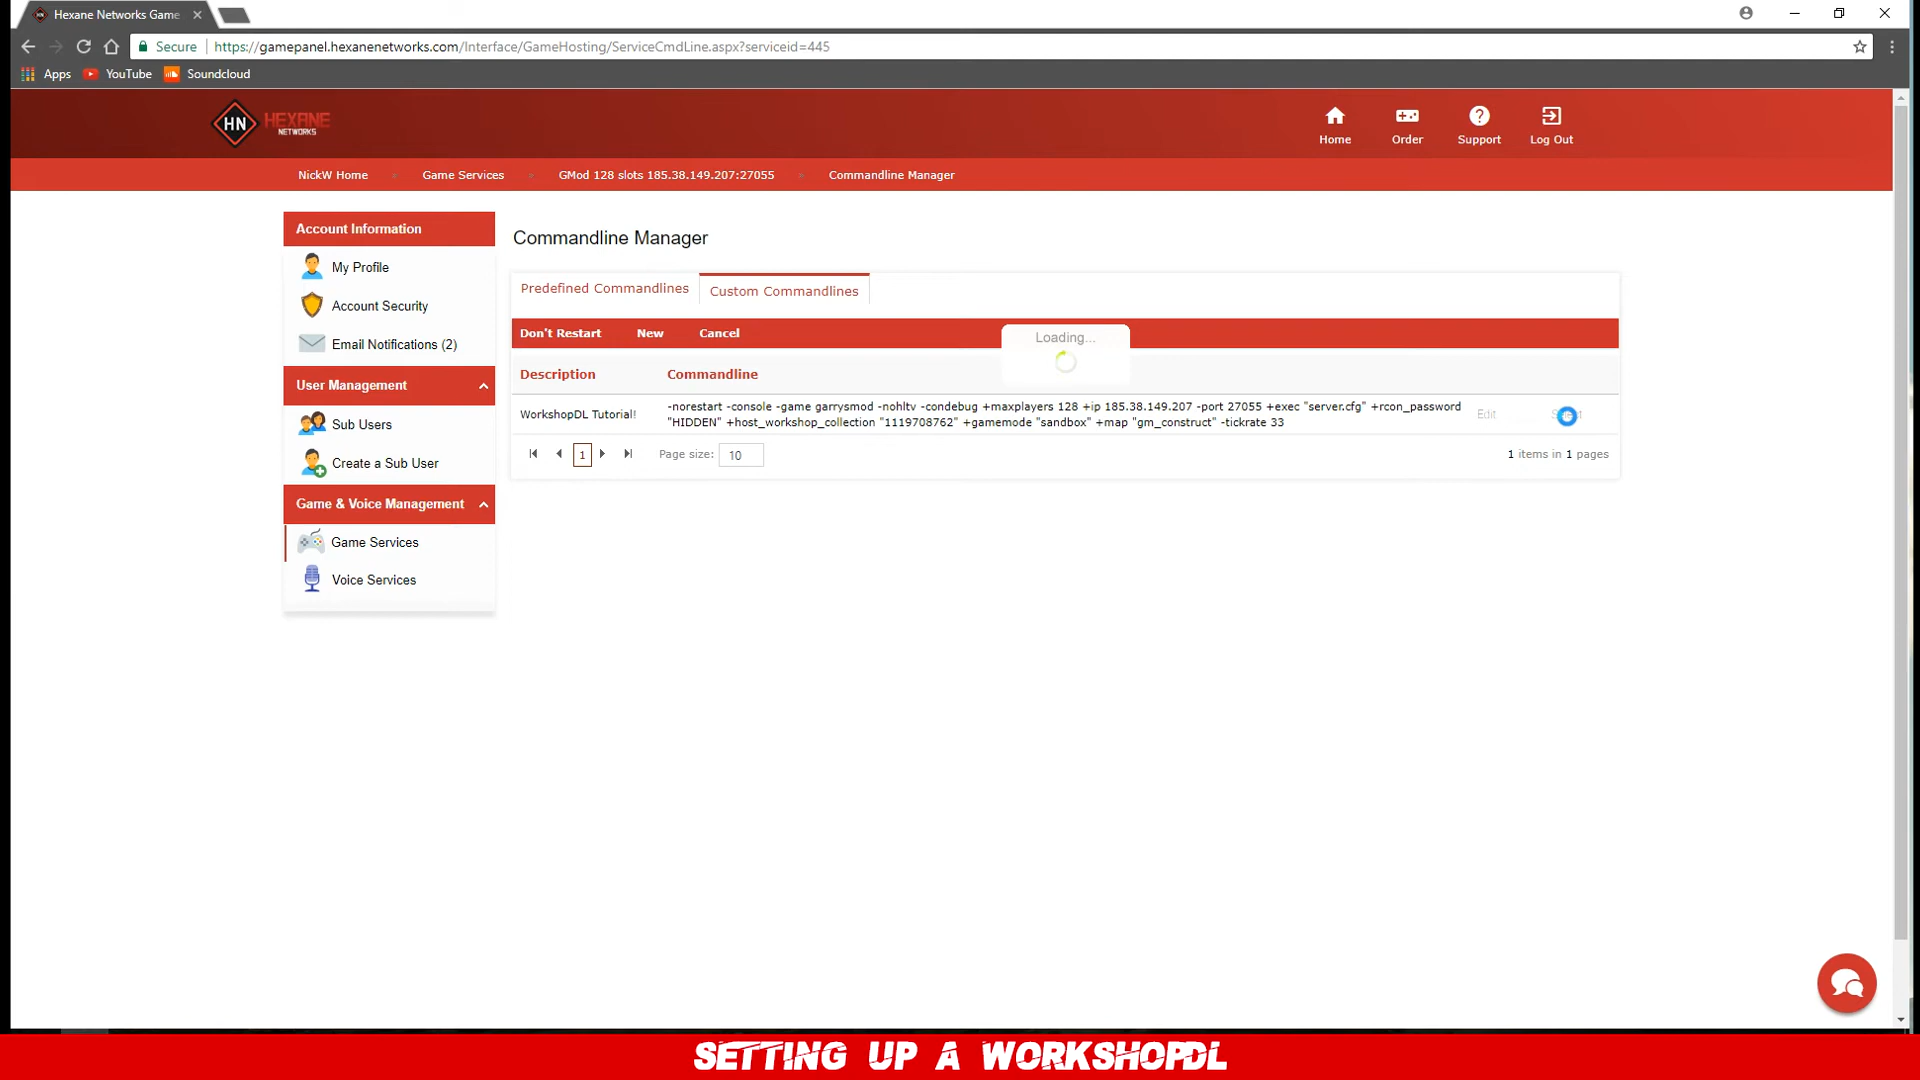 Hexane Networks Game
Secure
https://gamepanel.hexanenetworks.com/Interface/GameHosting/ServiceCmdLine.aspx?serviceid=445
Apps YouTube Soundcloud
HN HEXANE NETWORKS
Home Order Support Log Out
NickW Home > Game Services > GMod 128 slots 185.38.149.207:27055 > Commandline Manager
Account Information
My Profile
Account Security
Email Notifications (2)
User Management
Sub Users
Create a Sub User
Game & Voice Management
Game Services
Voice Services
Commandline Manager
Predefined Commandlines Custom Commandlines
Don't Restart New Cancel
Loading...
Description Commandline
WorkshopDL Tutorial!
-norestart -console -game garrysmod -nohltv -condebug +maxplayers 128 +ip 185.38.149.207 -port 27055 +exec "server.cfg" +rcon_password
"HIDDEN" +host_workshop_collection "1119708762" +gamemode "sandbox" +map "gm_construct" -tickrate 33
Edit
1 Page size: 10 1 items in 1 pages
SETTING UP A WORKSHOPDL